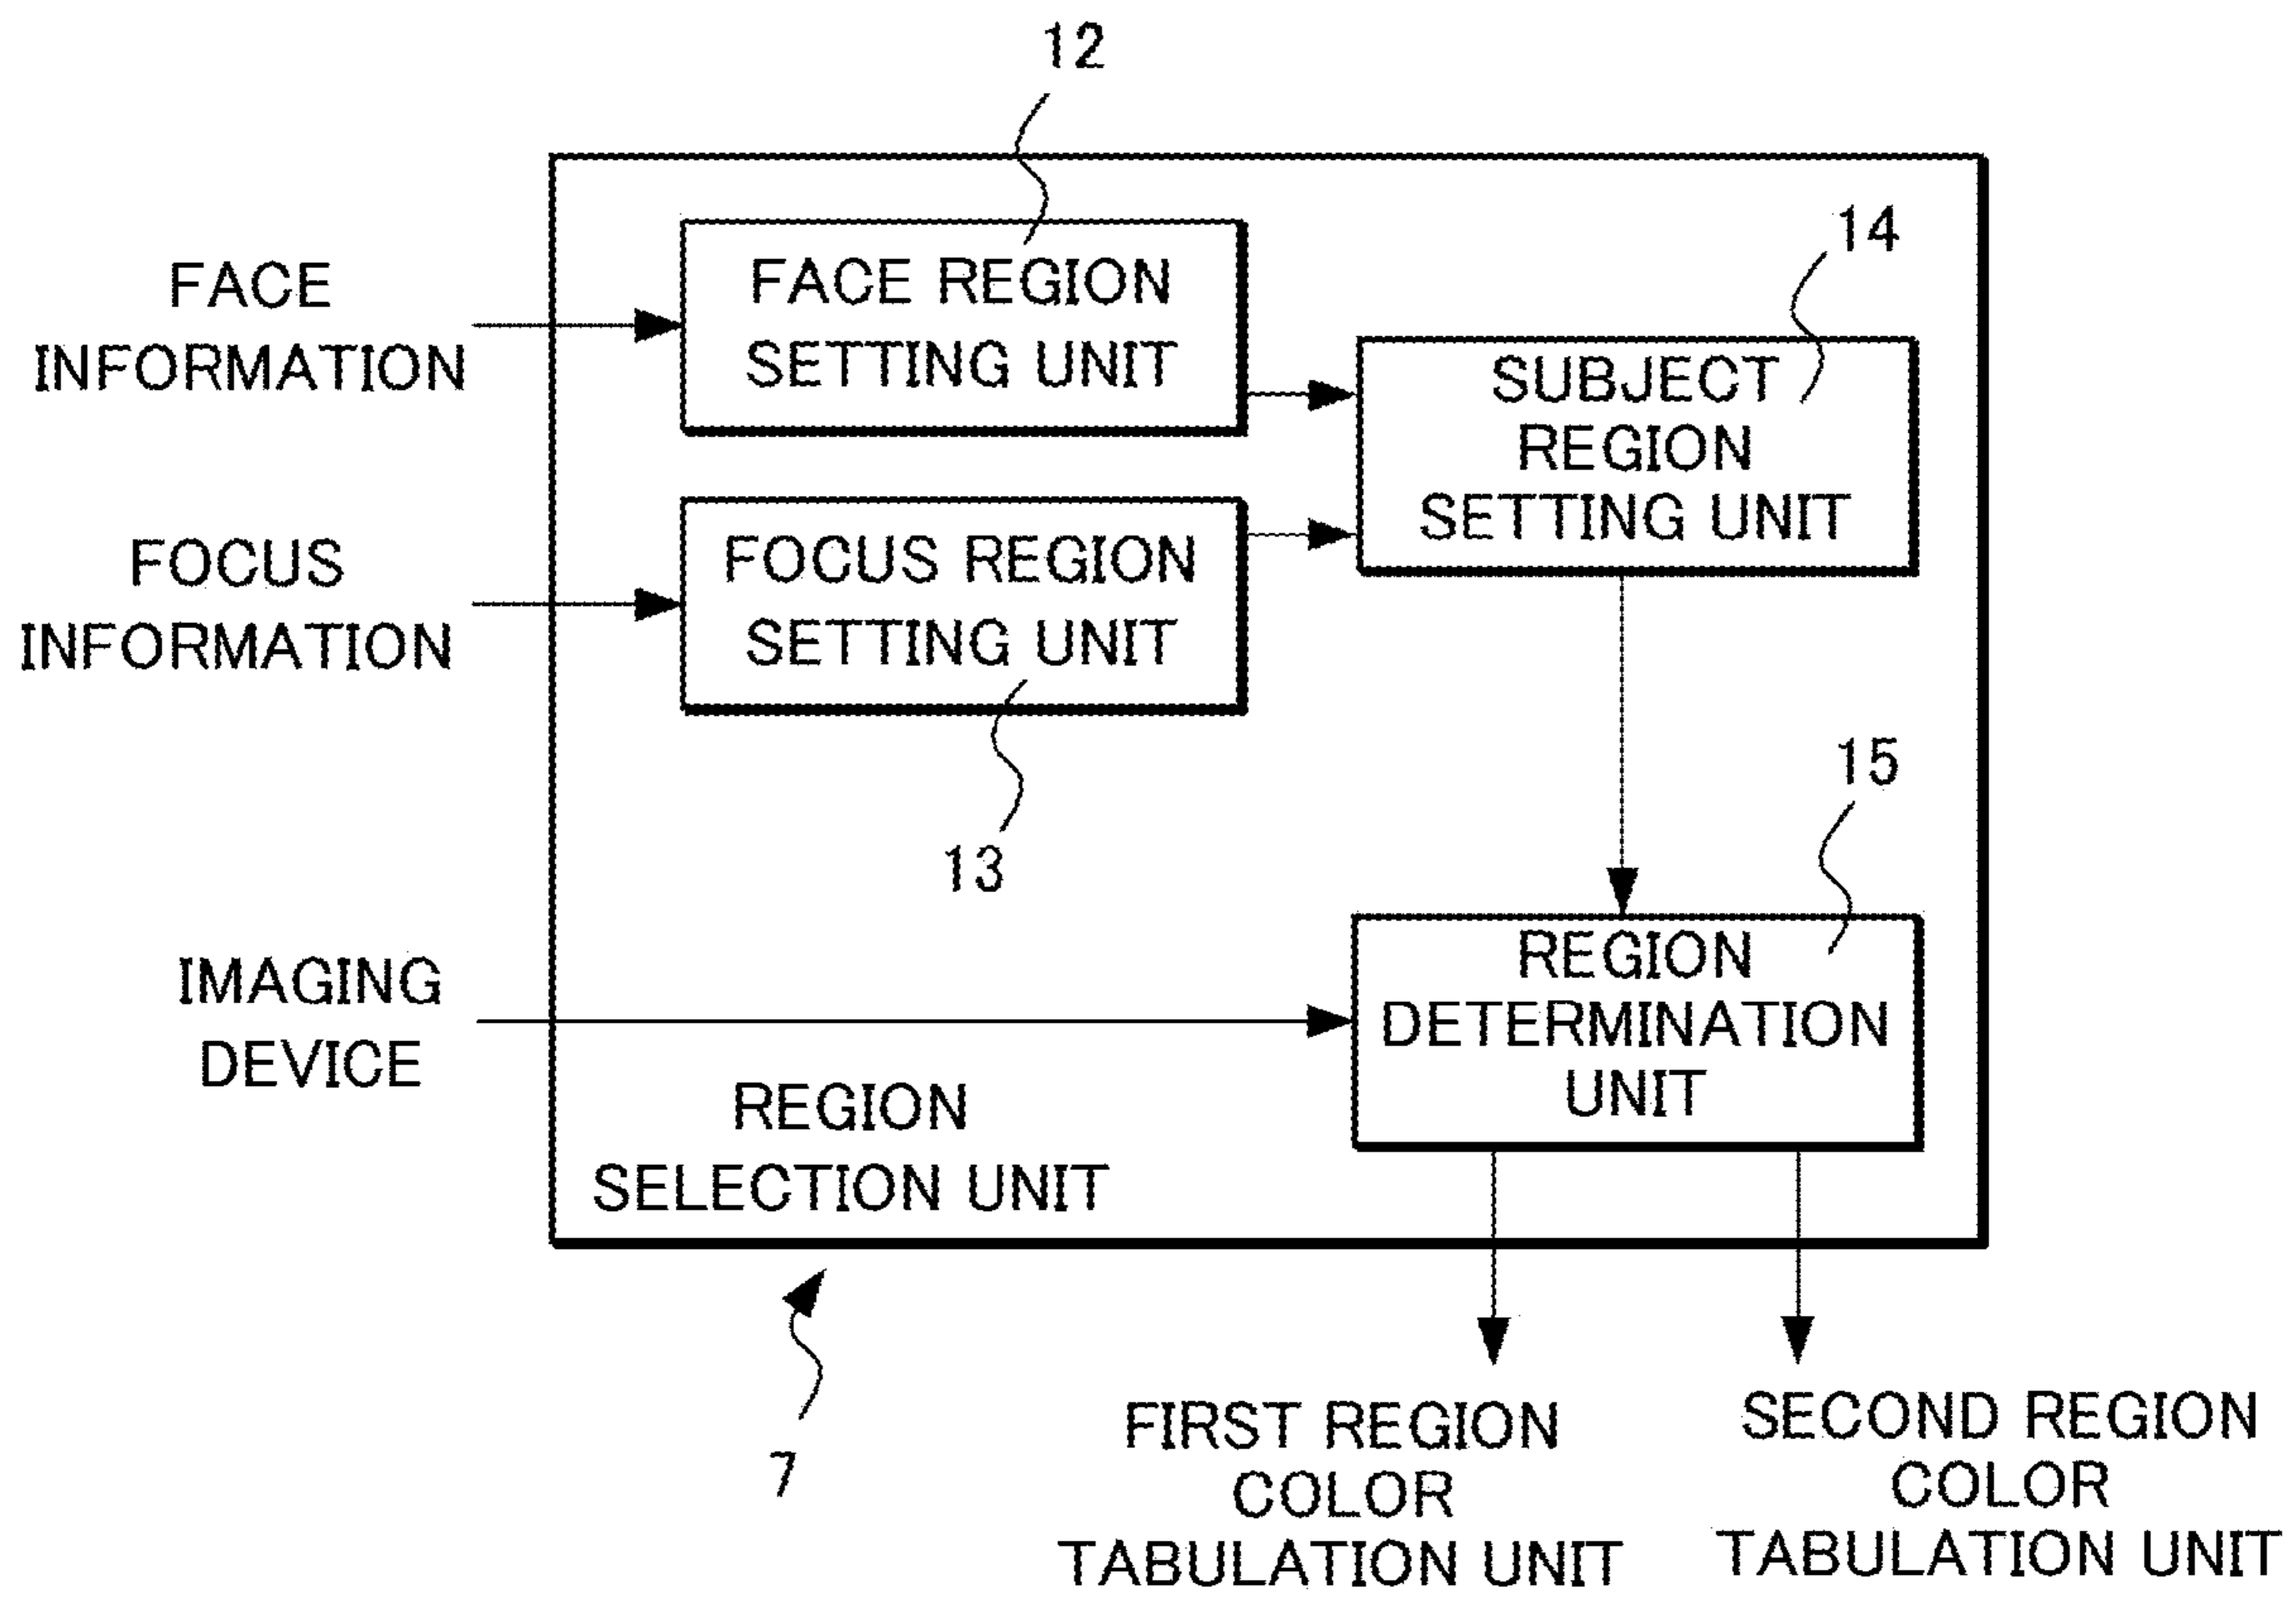 12
FACE
INFORMATION
FACE REGION
SETTING UNIT
14
SUBJECT
REGION
SETTING UNIT
FOCUS
INFORMATION
FOCUS REGION
SETTING UNIT
13
15
IMAGING
DEVICE
REGION
DETERMINATION
UNIT
REGION
SELECTION UNIT
7
FIRST REGION
COLOR
TABULATION UNIT
SECOND REGION
COLOR
TABULATION UNIT